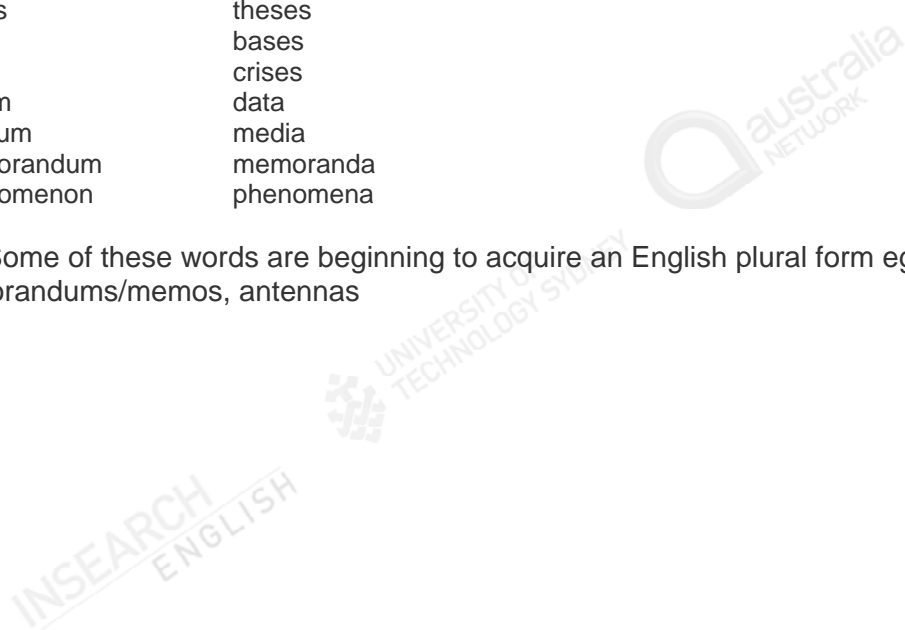 s theses
bases
crises
m data
um media
orandum memoranda
omenon phenomena
Some of these words are beginning to acquire an English plural form eg
orandums/memos, antennas
australia
NETWORK
UNIVERSITY OF
TECHNOLOGY SYDNEY
INSEARCH
ENGLISH